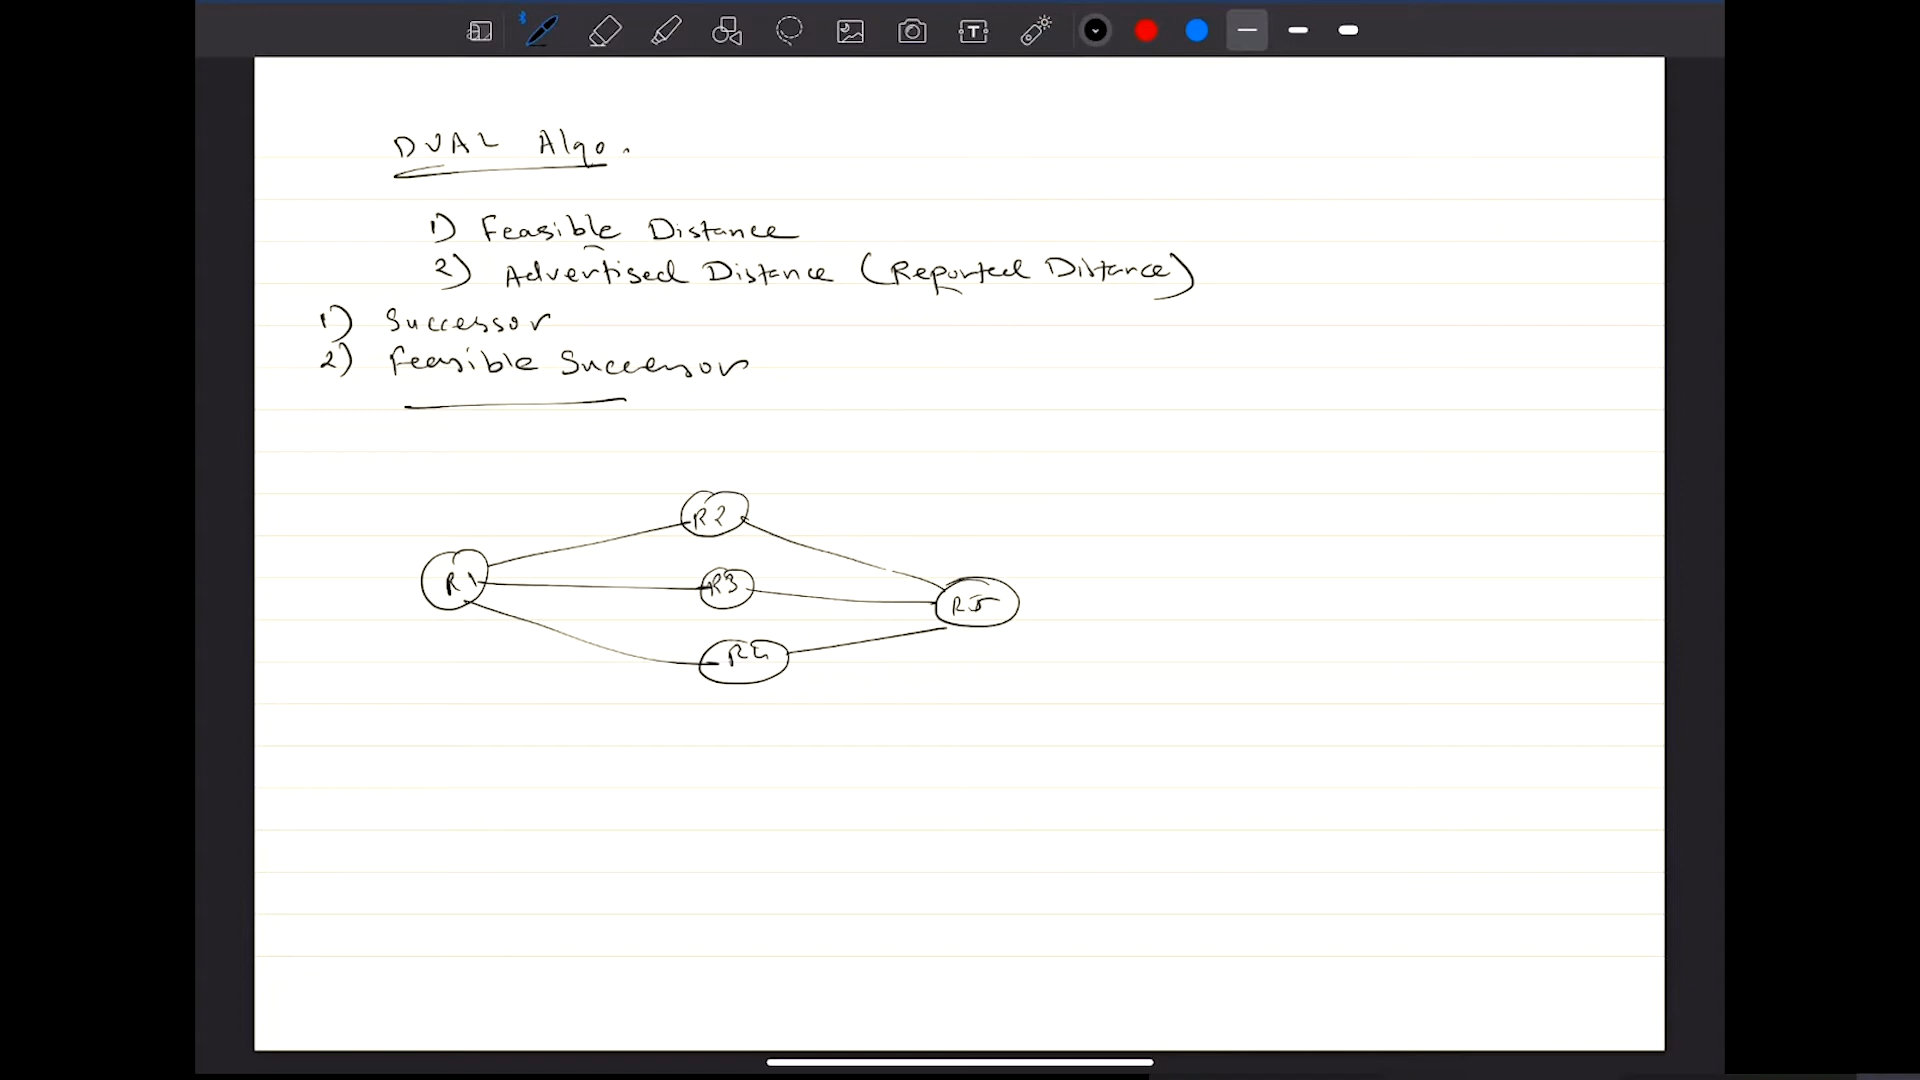 DUAL Algo.
1) Feasible Distance
2) Advertised Distance (Reported Distance)
1) Successor
2) Feasible Successor
R2
R1
R3
R5
R4